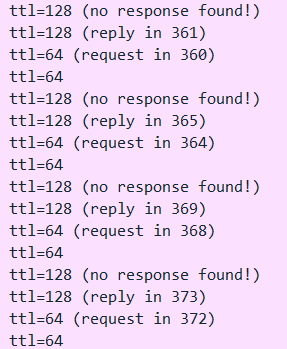 ttl=128 (no response found!)
ttl=128 (reply in 361)
ttl=64 (request in 360)
ttl=64
ttl=128 (no response found!)
ttl=128 (reply in 365)
ttl=64 (request in 364)
ttl=64
ttl=128 (no response found!)
ttl=128 (reply in 369)
ttl=64 (request in 368)
ttl=64
ttl=128 (no response found!)
ttl=128 (reply in 373)
ttl=64 (request in 372)
ttl=64